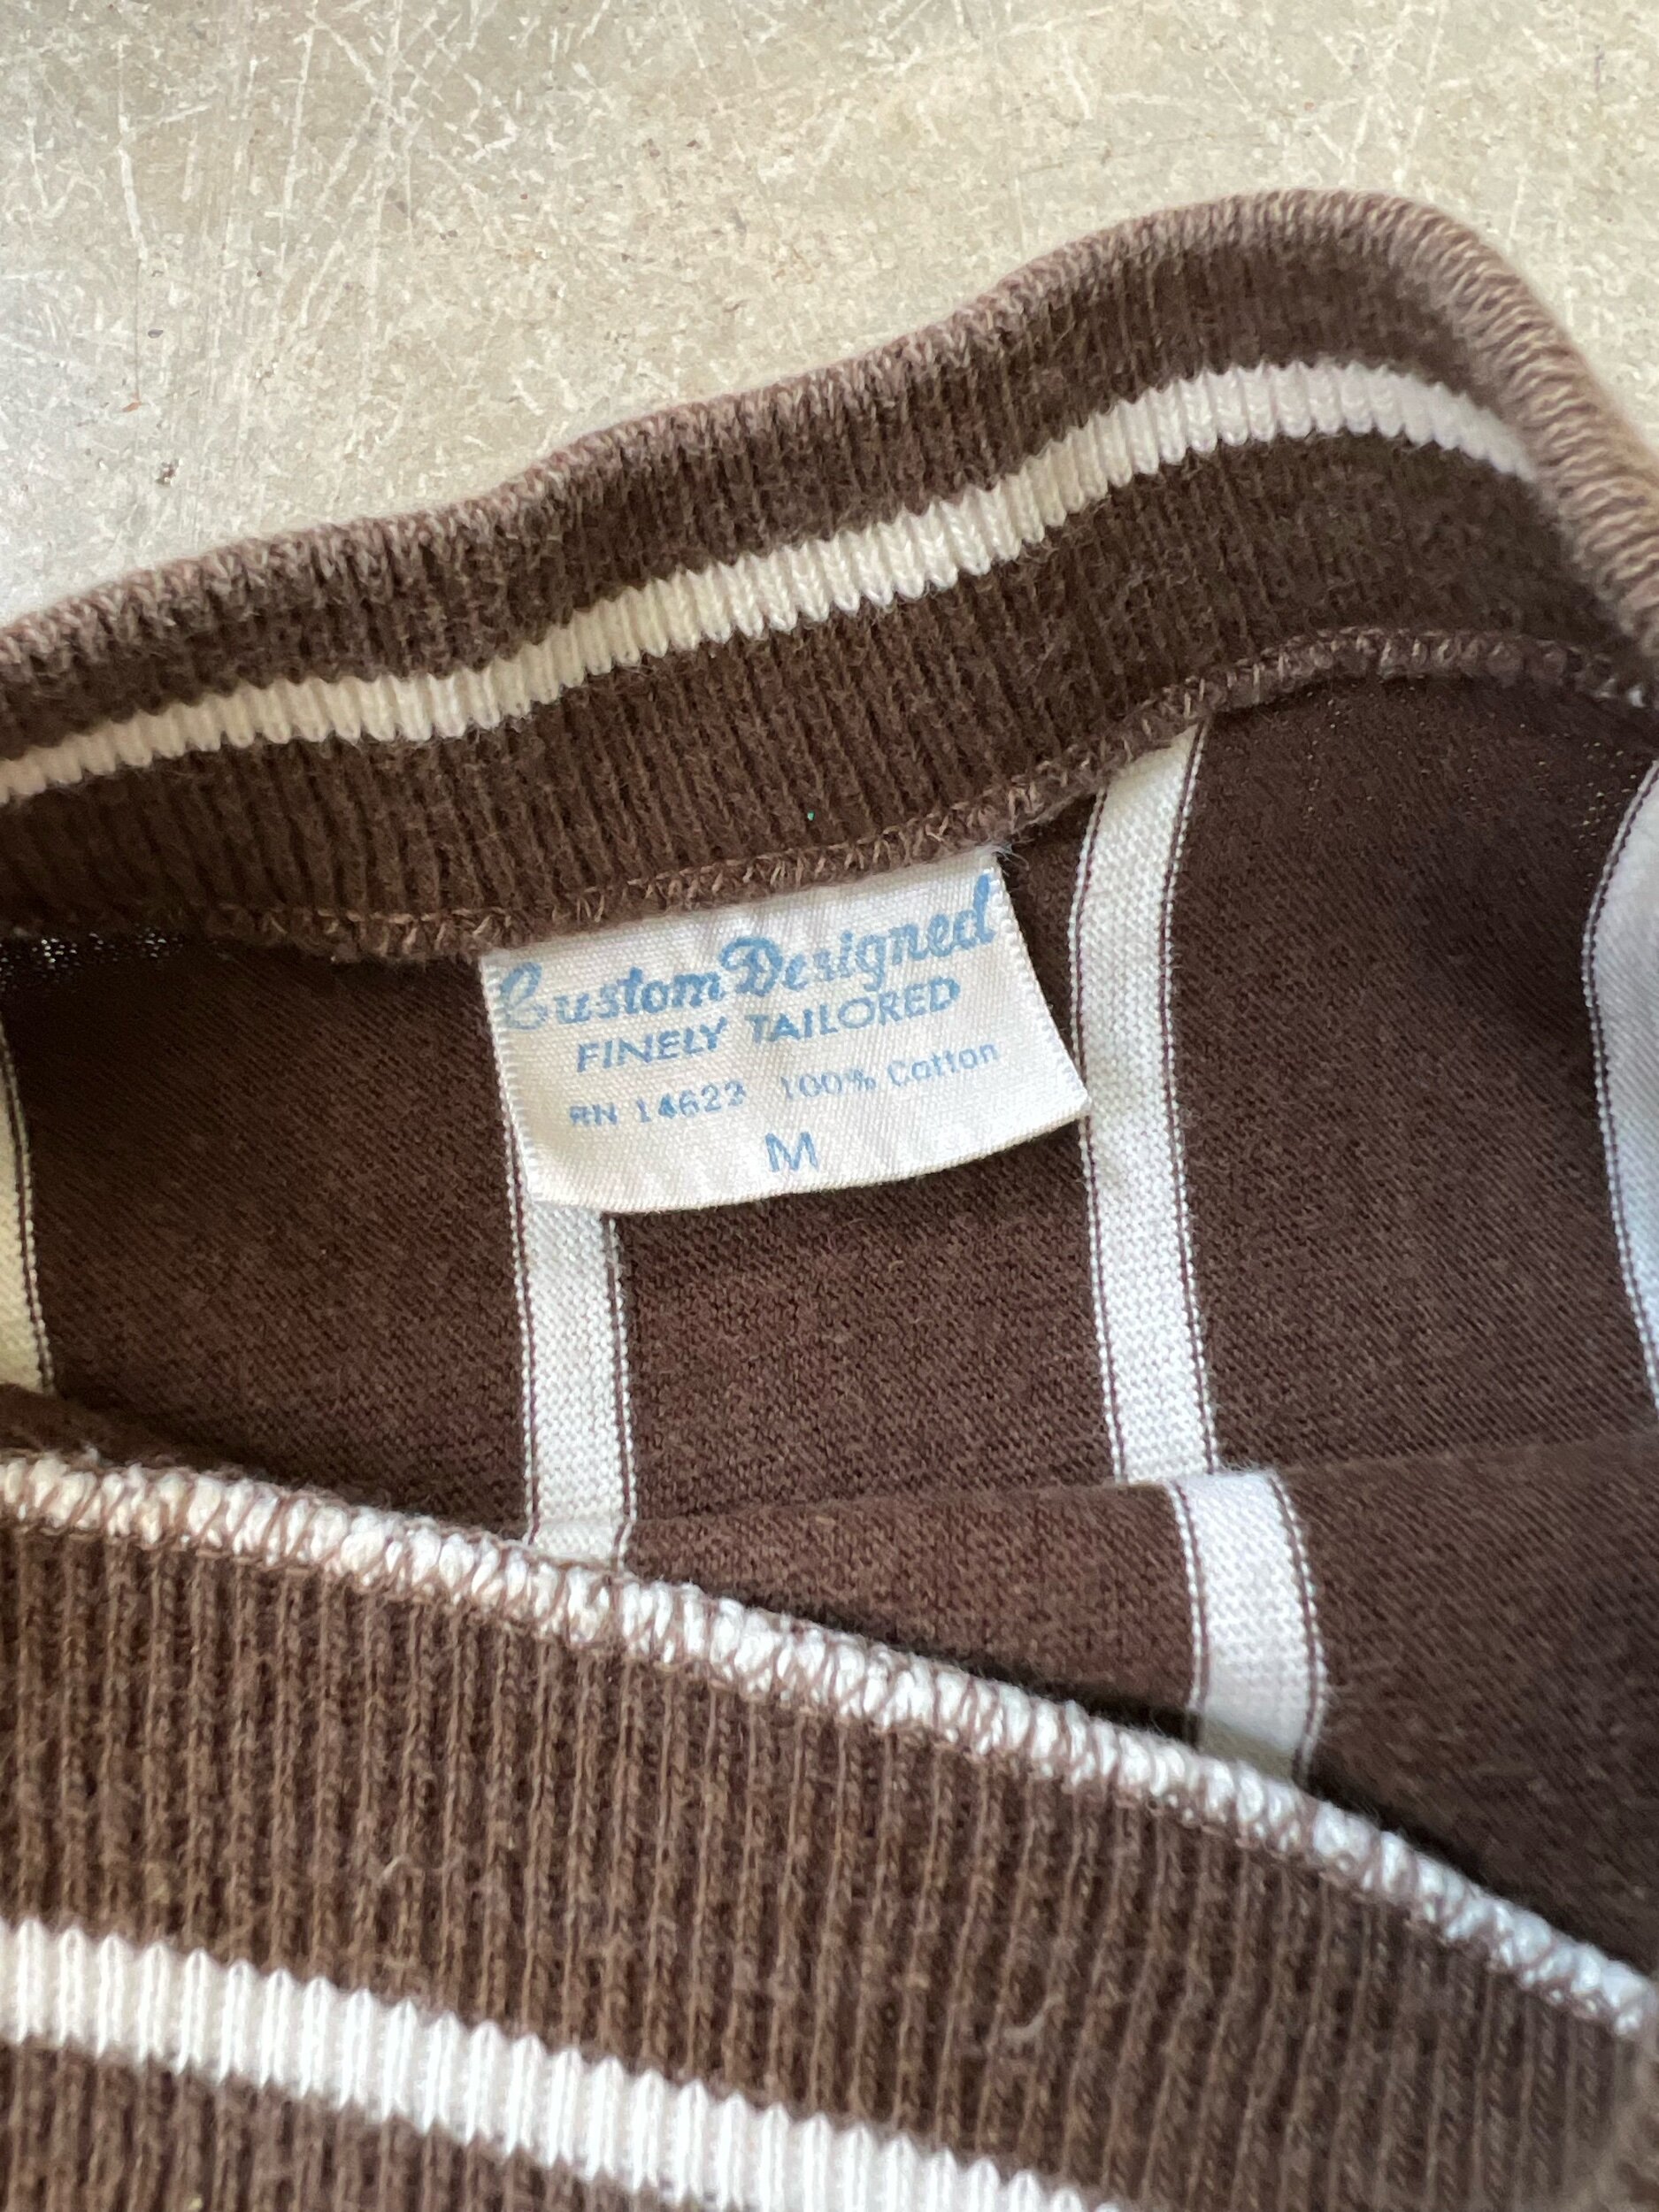 Custom Designed
FINELY TAILORED
RN 14623 100% Cotton
M